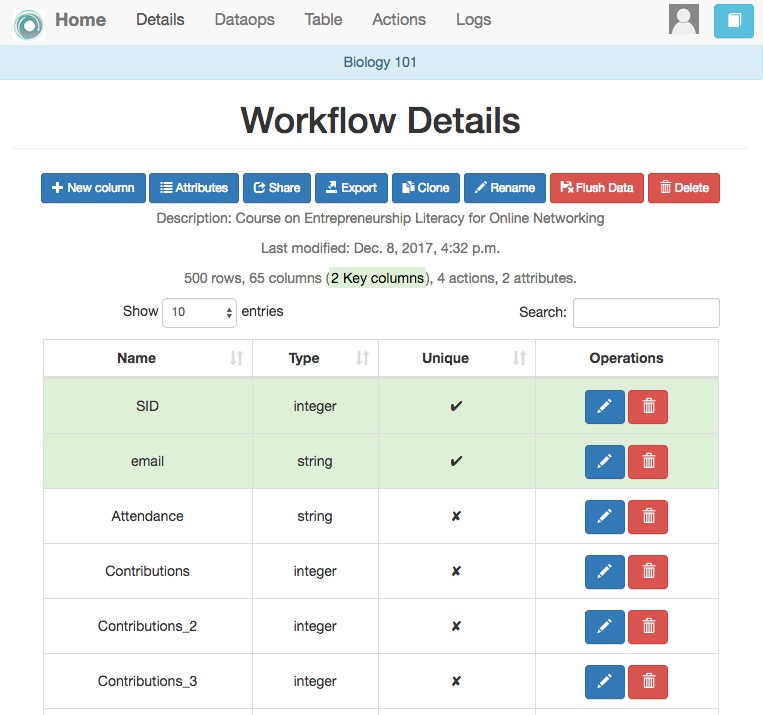 Home Details Dataops Table Actions Logs
Biology 101
Workflow Details
New column Attributes Share Export Clone Rename Flush Data Delete
Description: Course on Entrepreneurship Literacy for Online Networking
Last modified: Dec. 8, 2017, 4:32 p.m.
500 rows, 65 columns (2 Key columns), 4 actions, 2 attributes.
Show 10 entries Search:
Name Type Unique Operations
SID integer ✔
email string ✔
Attendance string ✘
Contributions integer ✘
Contributions_2 integer ✘
Contributions_3 integer ✘